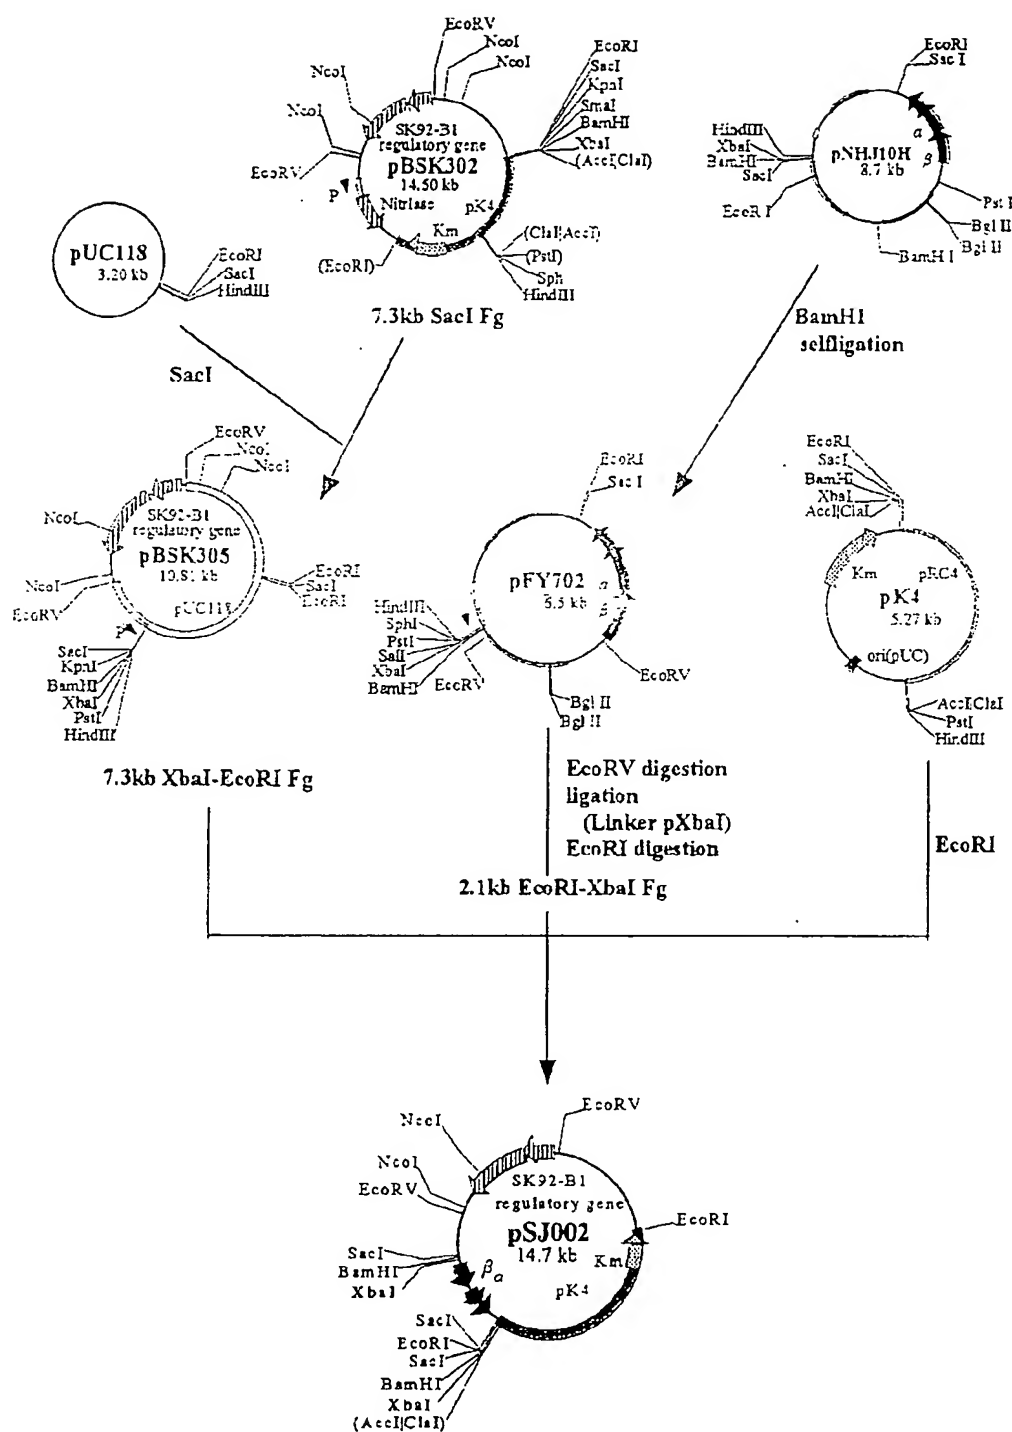 EcoRV
NcoI
NcoI
NcoI
NcoI
EcoRV
EcoRI
SacI
KpnI
SmaI
BamHI
XbaI
(AccI|ClaI)
SK92-B1
regulatory gene
pBSK302
14.50 kb
P
Nitrilase
pK4
Km
(EcoRI)
(ClaI|AccI)
(PstI)
Sph
HindIII
7.3kb SacI Fg
EcoRI
Sac I
HindIII
XbaI
BamHI
SacI
EcoR I
pNHJ10H
8.7 kb
α
β
Pst I
Bgl II
Bgl II
BamH I
pUC118
3.20 kb
EcoRI
SacI
HindIII
SacI
BamHI
selfligation
EcoRV
NcoI
NcoI
NcoI
NcoI
EcoRV
SK92-B1
regulatory gene
pBSK305
10.81 kb
pUC118
P
EcoRI
SacI
EcoRI
SacI
KpnI
BamHI
XbaI
PstI
HindIII
7.3kb XbaI-EcoRI Fg
EcoRI
Sac I
pFY702
α
β
HindIII
SphI
PstI
SalI
XbaI
BamHI
EcoRV
EcoRV
Bgl II
Bgl II
EcoRI
SacI
BamHI
XbaI
AccI|ClaI
Km
pRC4
pK4
5.27 kb
ori(pUC)
AccI|ClaI
PstI
HindIII
EcoRV digestion
ligation
(Linker pXbaI)
EcoRI digestion
EcoRI
2.1kb EcoRI-XbaI Fg
EcoRV
NcoI
NcoI
EcoRV
SK92-B1
regulatory gene
pSJ002
14.7 kb
EcoRI
Km
pK4
SacI
BamHI
XbaI
β
α
SacI
EcoRI
SacI
BamHI
XbaI
(AccI|ClaI)